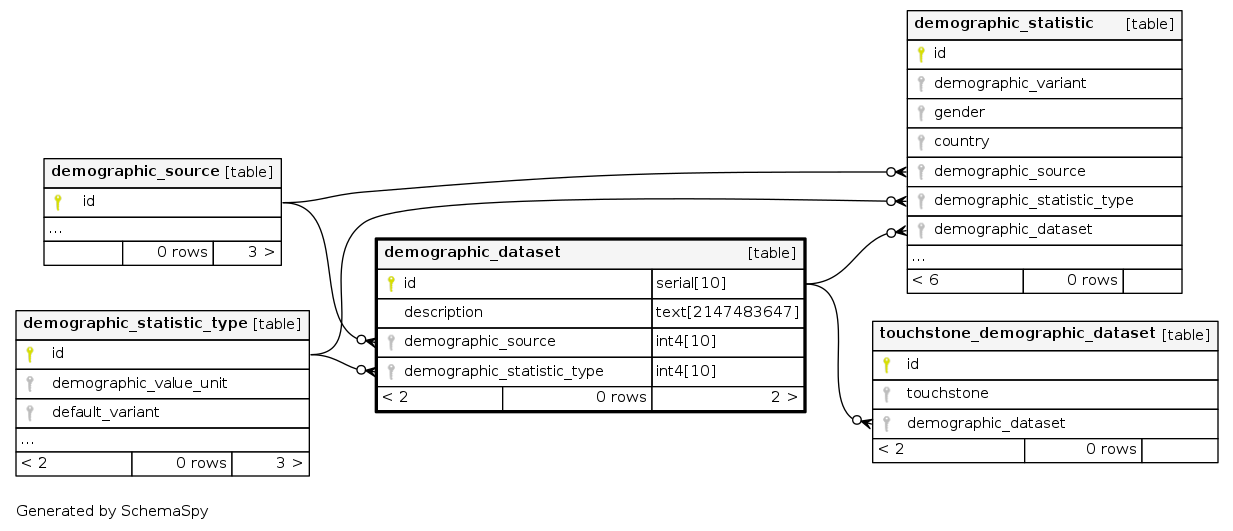 demographic_statistic [table]
id
demographic_variant
gender
country
demographic_source
demographic_statistic_type
demographic_dataset
...
< 6 0 rows
demographic_source [table]
id
...
0 rows 3 >
demographic_dataset [table]
id serial[10]
description text[2147483647]
demographic_source int4[10]
demographic_statistic_type int4[10]
< 2 0 rows 2 >
demographic_statistic_type [table]
id
demographic_value_unit
default_variant
...
< 2 0 rows 3 >
touchstone_demographic_dataset [table]
id
touchstone
demographic_dataset
< 2 0 rows
Generated by SchemaSpy